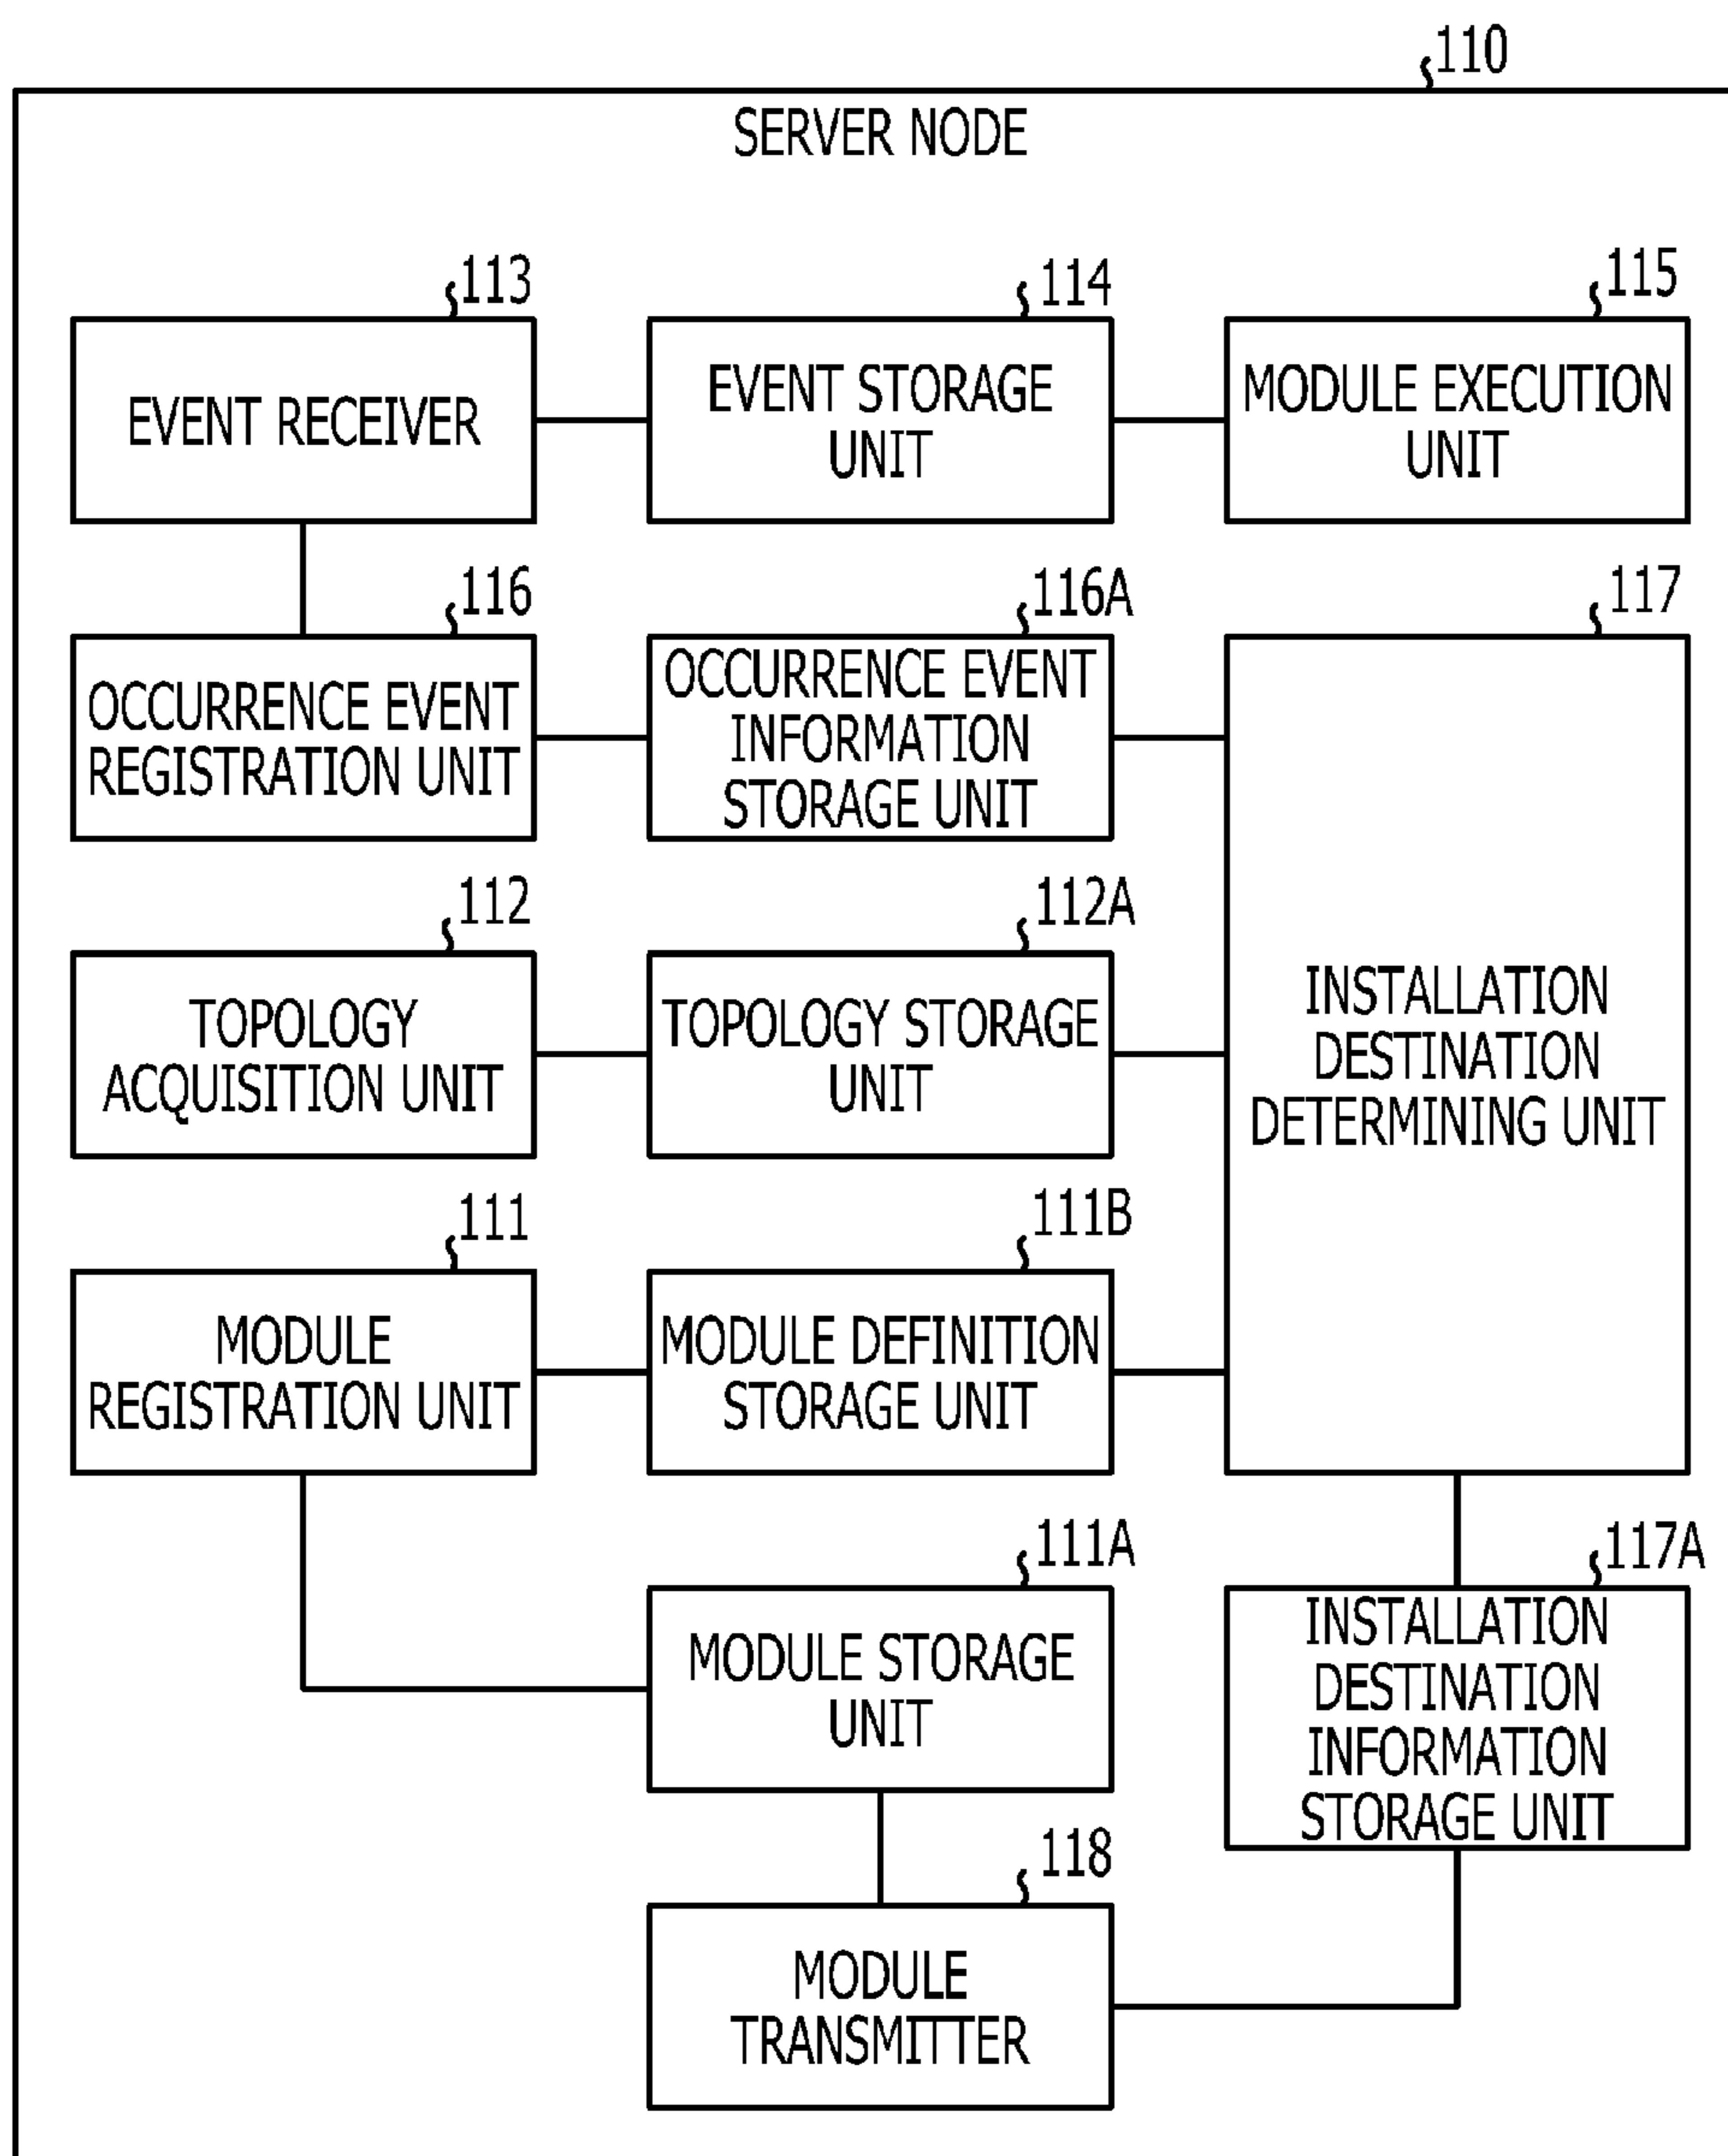 110
SERVER NODE
113
114
115
EVENT RECEIVER
EVENT STORAGE
UNIT
MODULE EXECUTION
UNIT
116
116A
117
OCCURRENCE EVENT
REGISTRATION UNIT
OCCURRENCE EVENT
INFORMATION
STORAGE UNIT
112
112A
TOPOLOGY
ACQUISITION UNIT
TOPOLOGY STORAGE
UNIT
INSTALLATION
DESTINATION
DETERMINING UNIT
111
111B
MODULE
REGISTRATION UNIT
MODULE DEFINITION
STORAGE UNIT
111A
117A
MODULE STORAGE
UNIT
INSTALLATION
DESTINATION
INFORMATION
STORAGE UNIT
118
MODULE
TRANSMITTER